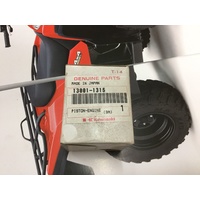 GENUINE PARTS
MADE IN JAPAN
13001-1315
PISTON-ENGINE
1
Kawasaki